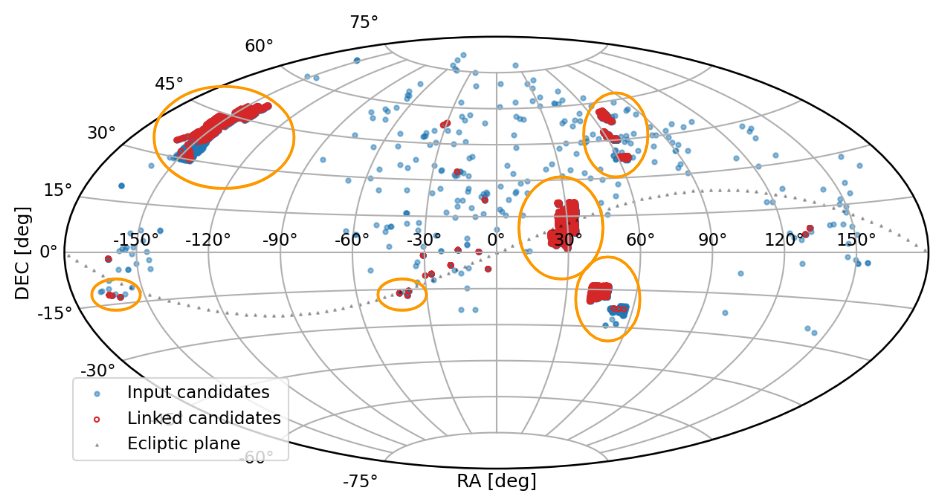 75°
60°
45°
30°
15°
0°
-150° -120° -90° -60° -30° 0° 30° 60° 90° 120° 150°
-15°
-30°
-60°
-75°
DEC [deg]
RA [deg]
Input candidates
Linked candidates
Ecliptic plane